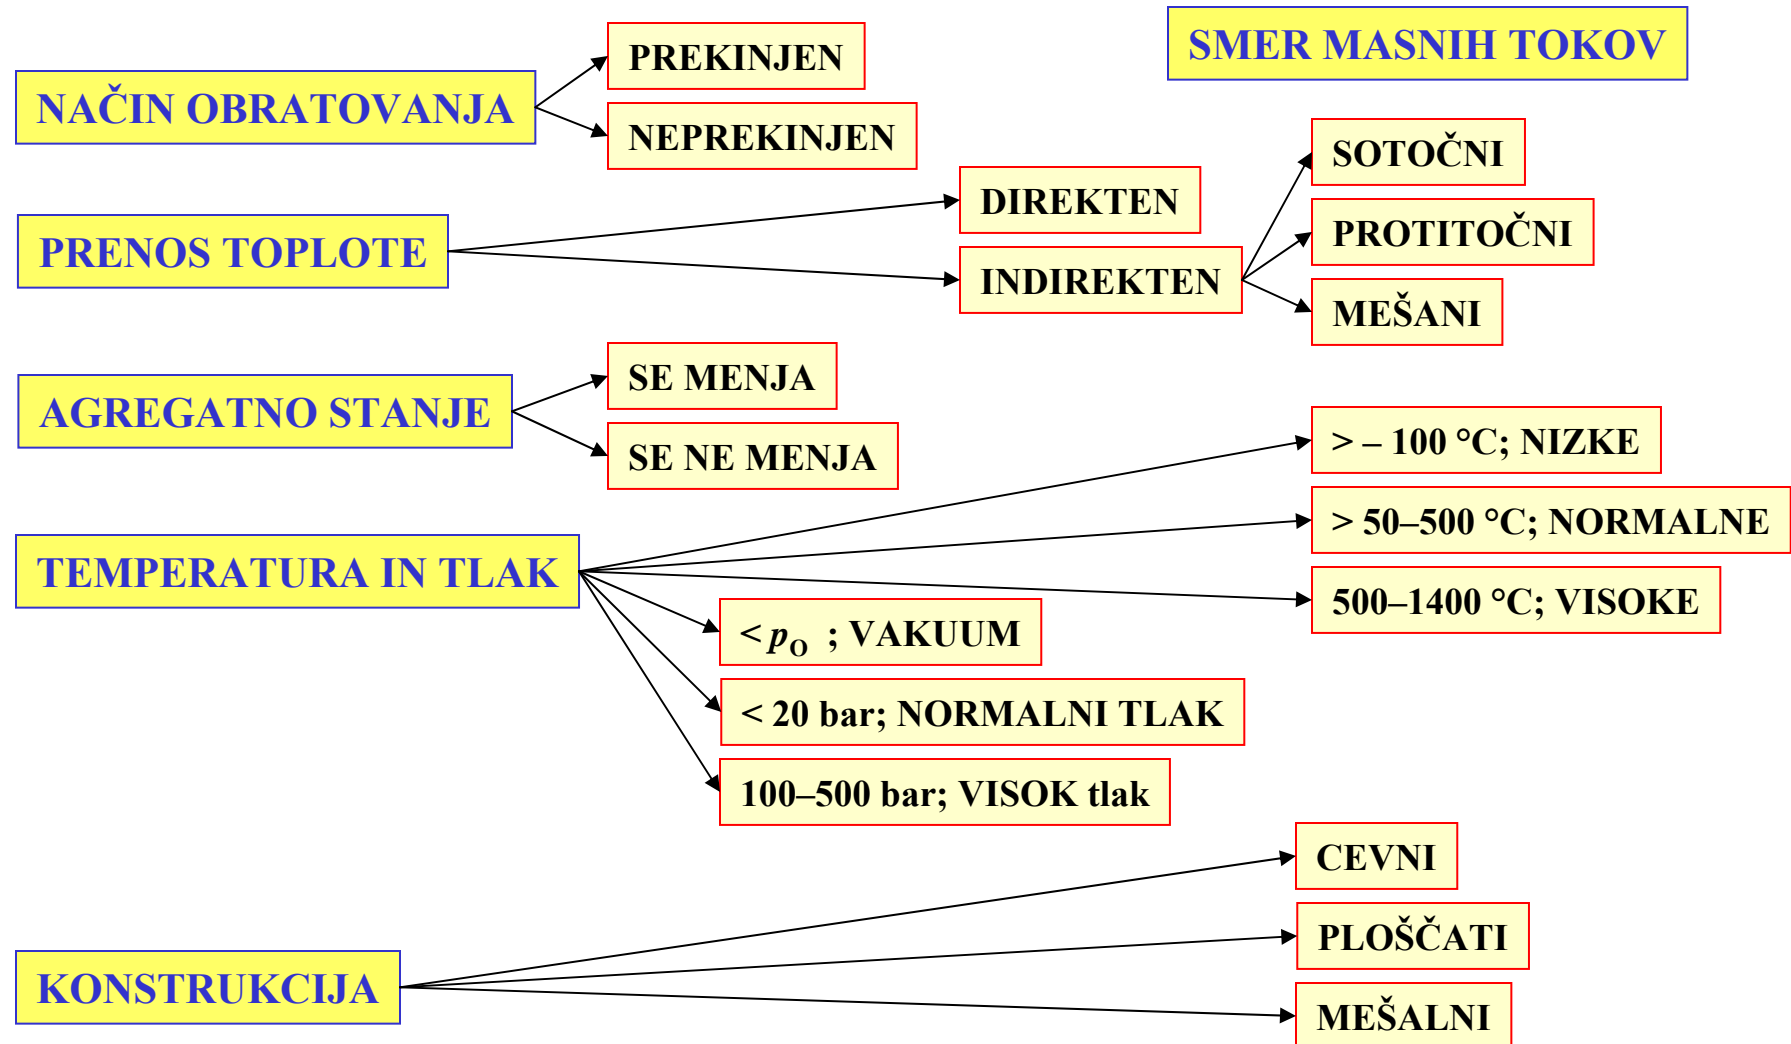 SMER MASNIH TOKOV
NAČIN OBRATOVANJA
PREKINJEN
NEPREKINJEN
PRENOS TOPLOTE
DIREKTEN
INDIREKTEN
SOTOČNI
PROTITOČNI
MEŠANI
AGREGATNO STANJE
SE MENJA
SE NE MENJA
TEMPERATURA IN TLAK
> – 100 °C; NIZKE
> 50–500 °C; NORMALNE
500–1400 °C; VISOKE
< pO ; VAKUUM
< 20 bar; NORMALNI TLAK
100–500 bar; VISOK tlak
KONSTRUKCIJA
CEVNI
PLOŠČATI
MEŠALNI